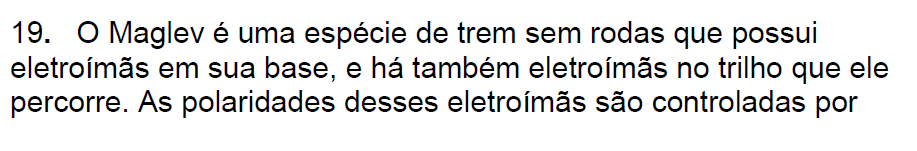 19. O Maglev é uma espécie de trem sem rodas que possui
eletroímãs em sua base, e há também eletroímãs no trilho que ele
percorre. As polaridades desses eletroímãs são controladas por